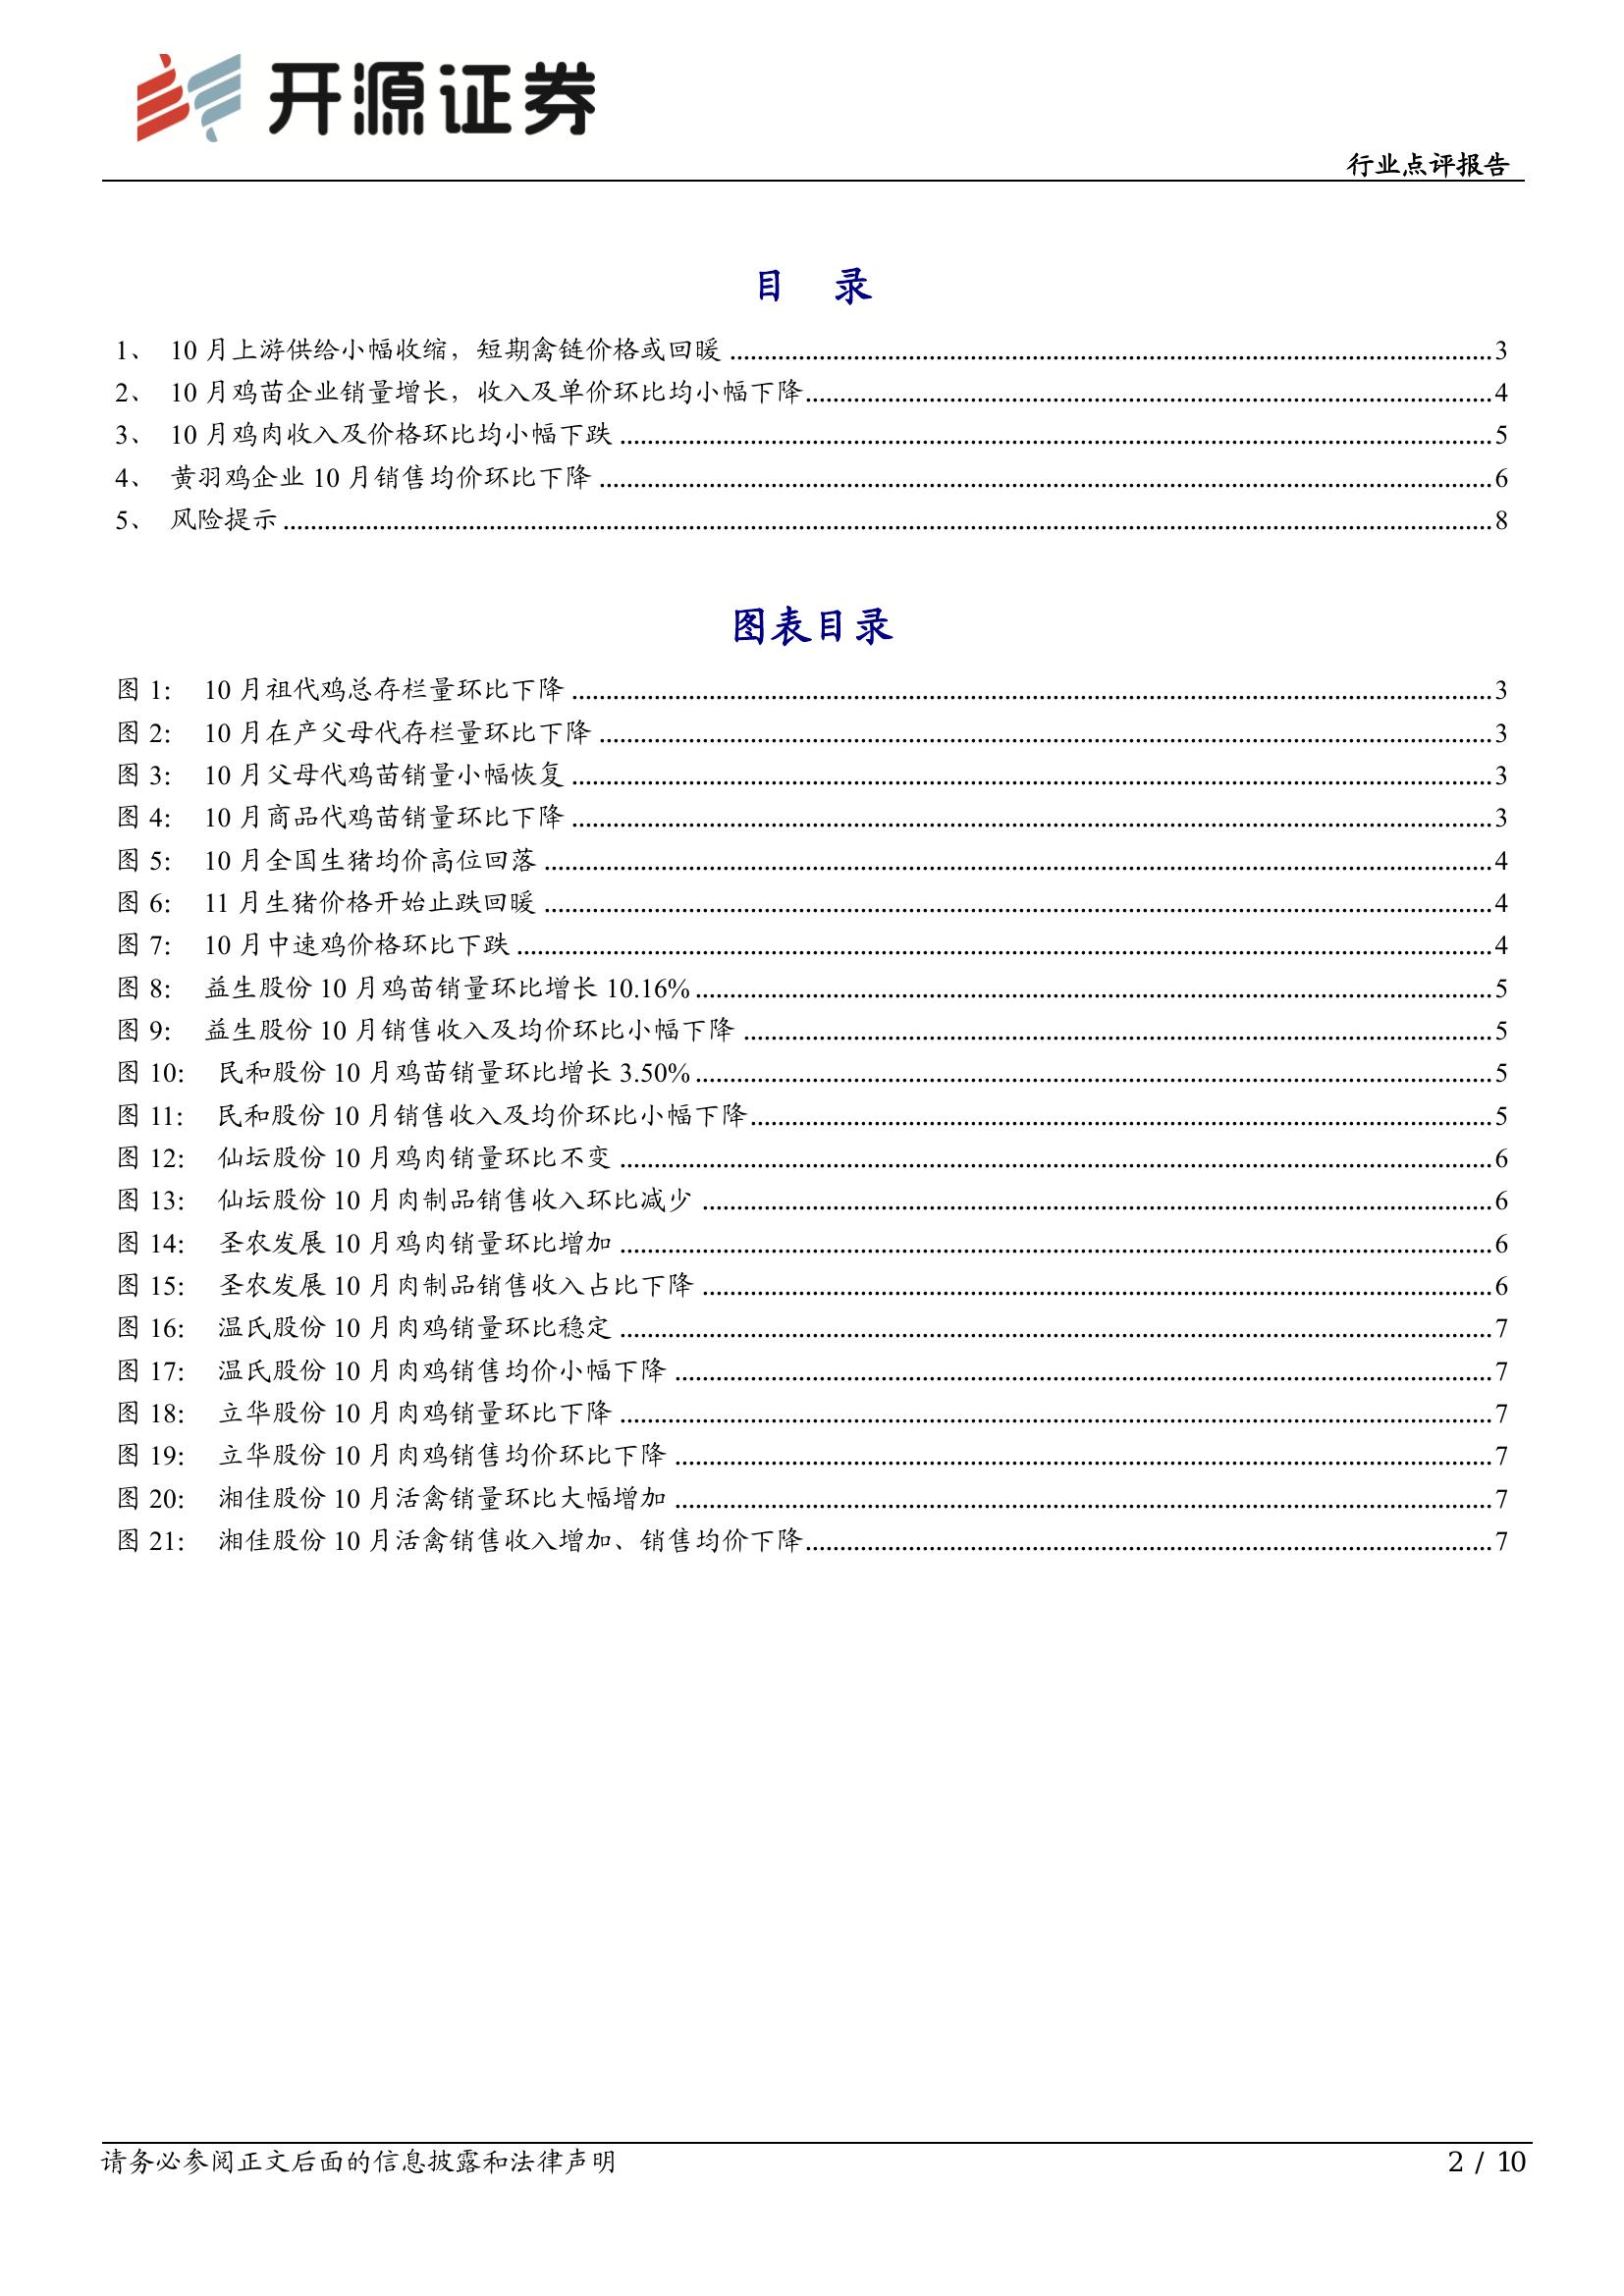 开源证券
行业点评报告
目 录
1、 10 月上游供给小幅收缩，短期禽链价格或回暖 3
2、 10 月鸡苗企业销量增长，收入及单价环比均小幅下降 4
3、 10 月鸡肉收入及价格环比均小幅下跌 5
4、 黄羽鸡企业 10 月销售均价环比下降 6
5、 风险提示 8
图表目录
图 1： 10 月祖代鸡总存栏量环比下降 3
图 2： 10 月在产父母代存栏量环比下降 3
图 3： 10 月父母代鸡苗销量小幅恢复 3
图 4： 10 月商品代鸡苗销量环比下降 3
图 5： 10 月全国生猪均价高位回落 4
图 6： 11 月生猪价格开始止跌回暖 4
图 7： 10 月中速鸡价格环比下跌 4
图 8： 益生股份 10 月鸡苗销量环比增长 10.16% 5
图 9： 益生股份 10 月销售收入及均价环比小幅下降 5
图 10： 民和股份 10 月鸡苗销量环比增长 3.50% 5
图 11： 民和股份 10 月销售收入及均价环比小幅下降 5
图 12： 仙坛股份 10 月鸡肉销量环比不变 6
图 13： 仙坛股份 10 月肉制品销售收入环比减少 6
图 14： 圣农发展 10 月鸡肉销量环比增加 6
图 15： 圣农发展 10 月肉制品销售收入占比下降 6
图 16： 温氏股份 10 月肉鸡销量环比稳定 7
图 17： 温氏股份 10 月肉鸡销售均价小幅下降 7
图 18： 立华股份 10 月肉鸡销量环比下降 7
图 19： 立华股份 10 月肉鸡销售均价环比下降 7
图 20： 湘佳股份 10 月活禽销量环比大幅增加 7
图 21： 湘佳股份 10 月活禽销售收入增加、销售均价下降 7
请务必参阅正文后面的信息披露和法律声明
2 / 10